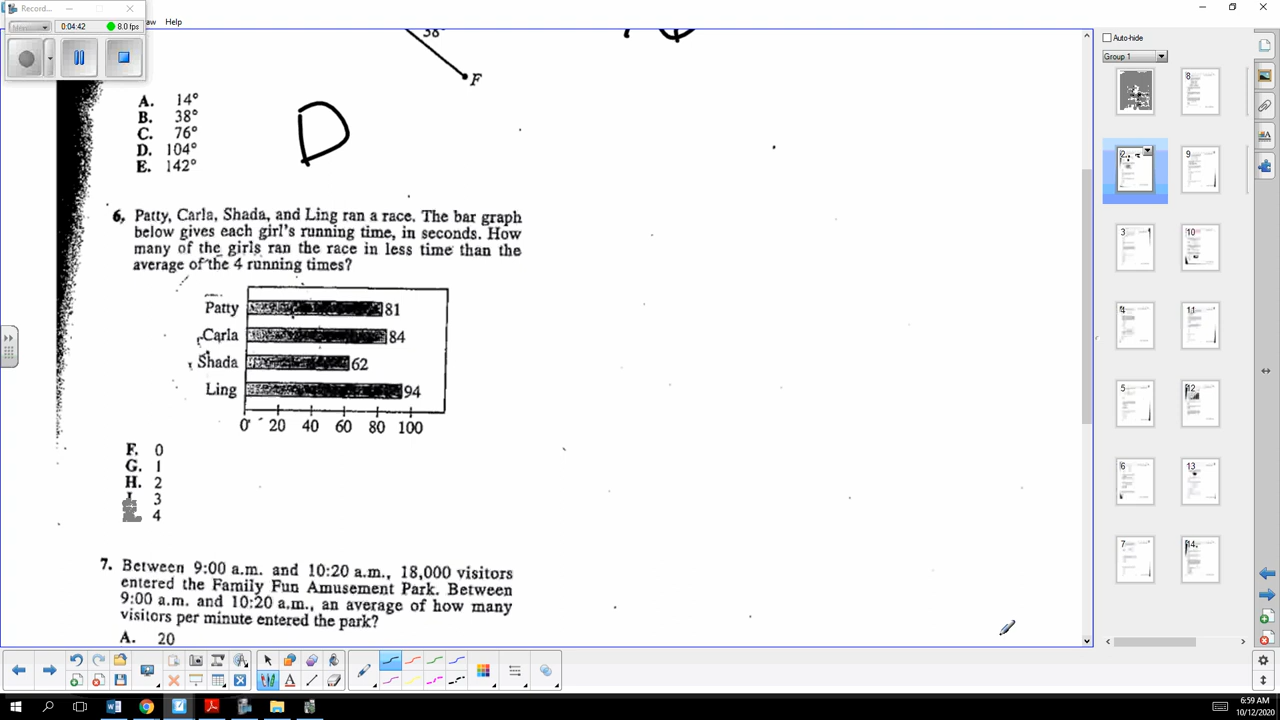 Record...
0:04:42
8.0 fps
aw Help
38°
F
A. 14°
B. 38°
C. 76°
D. 104°
E. 142°
D
6. Patty, Carla, Shada, and Ling ran a race. The bar graph
below gives each girl's running time, in seconds. How
many of the girls ran the race in less time than the
average of the 4 running times?
Patty 81
Carla 84
Shada 62
Ling 94
0 20 40 60 80 100
F. 0
G. 1
H. 2
J. 3
4
7. Between 9:00 a.m. and 10:20 a.m., 18,000 visitors
entered the Family Fun Amusement Park. Between
9:00 a.m. and 10:20 a.m., an average of how many
visitors per minute entered the park?
A. 20
Auto-hide
Group 1
8
2
9
3
10
4
11
5
12
6
13
7
14
6:59 AM
10/12/2020